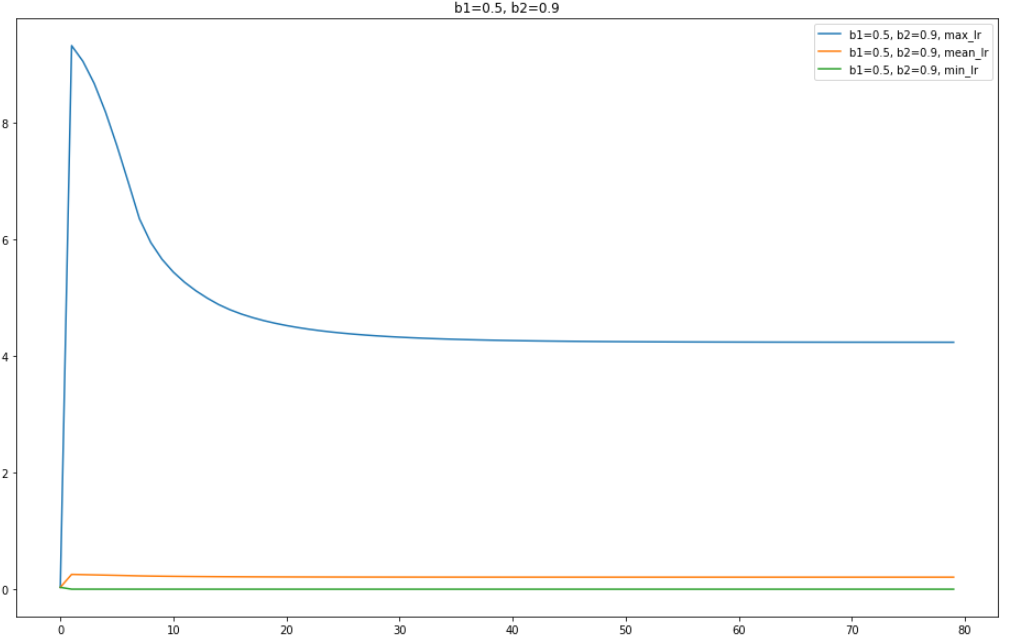 b1=0.5, b2=0.9
b1=0.5, b2=0.9, max_lr
b1=0.5, b2=0.9, mean_lr
b1=0.5, b2=0.9, min_lr
8
6
4
2
0
0 10 20 30 40 50 60 70 80